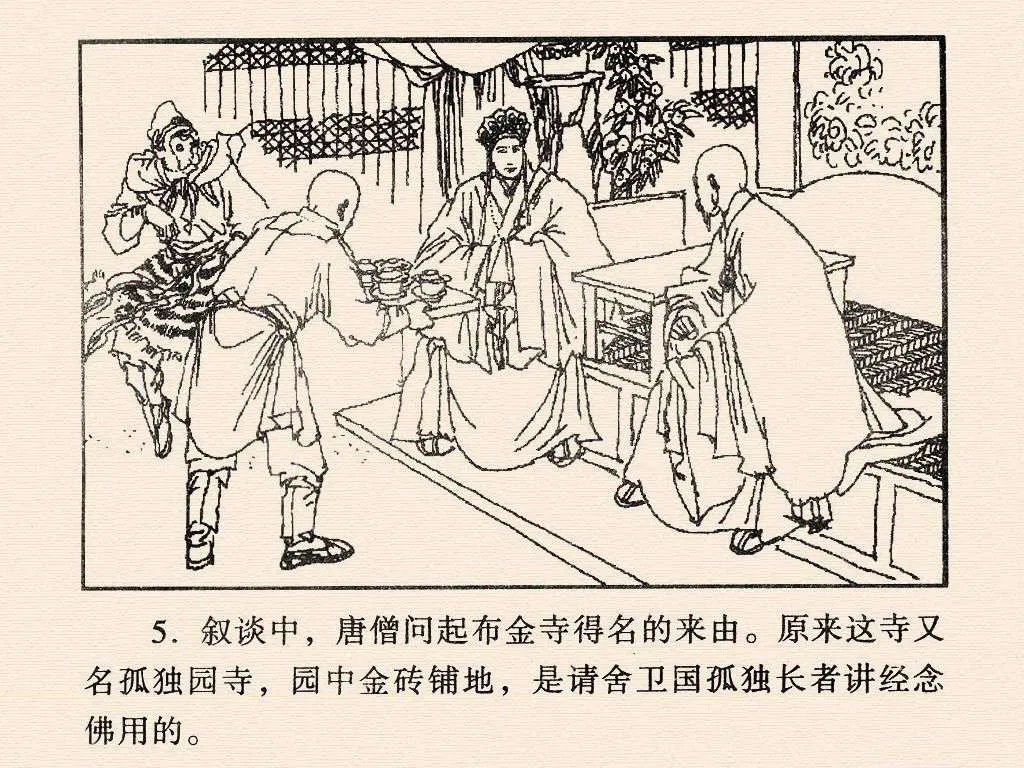 5. 叙谈中，唐僧问起布金寺得名的来由。原来这寺又
名孤独园寺，园中金砖铺地，是请舍卫国孤独长者讲经念
佛用的。